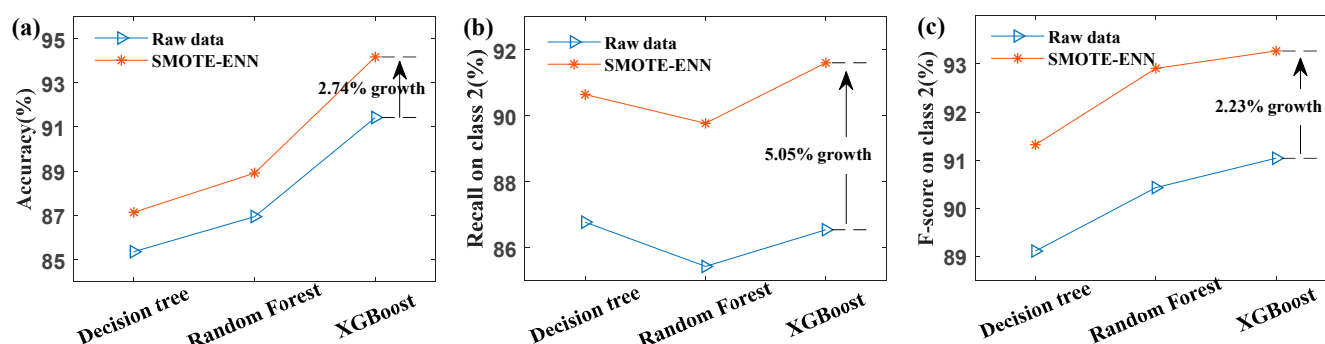 (a)
Accuracy(%)
95
93
91
89
87
85
Raw data
SMOTE-ENN
2.74% growth
Decision tree
Random Forest
XGBoost
(b)
Recall on class 2(%)
92
90
88
86
Raw data
SMOTE-ENN
5.05% growth
Decision tree
Random Forest
XGBoost
(c)
F-score on class 2(%)
93
92
91
90
89
Raw data
SMOTE-ENN
2.23% growth
Decision tree
Random Forest
XGBoost